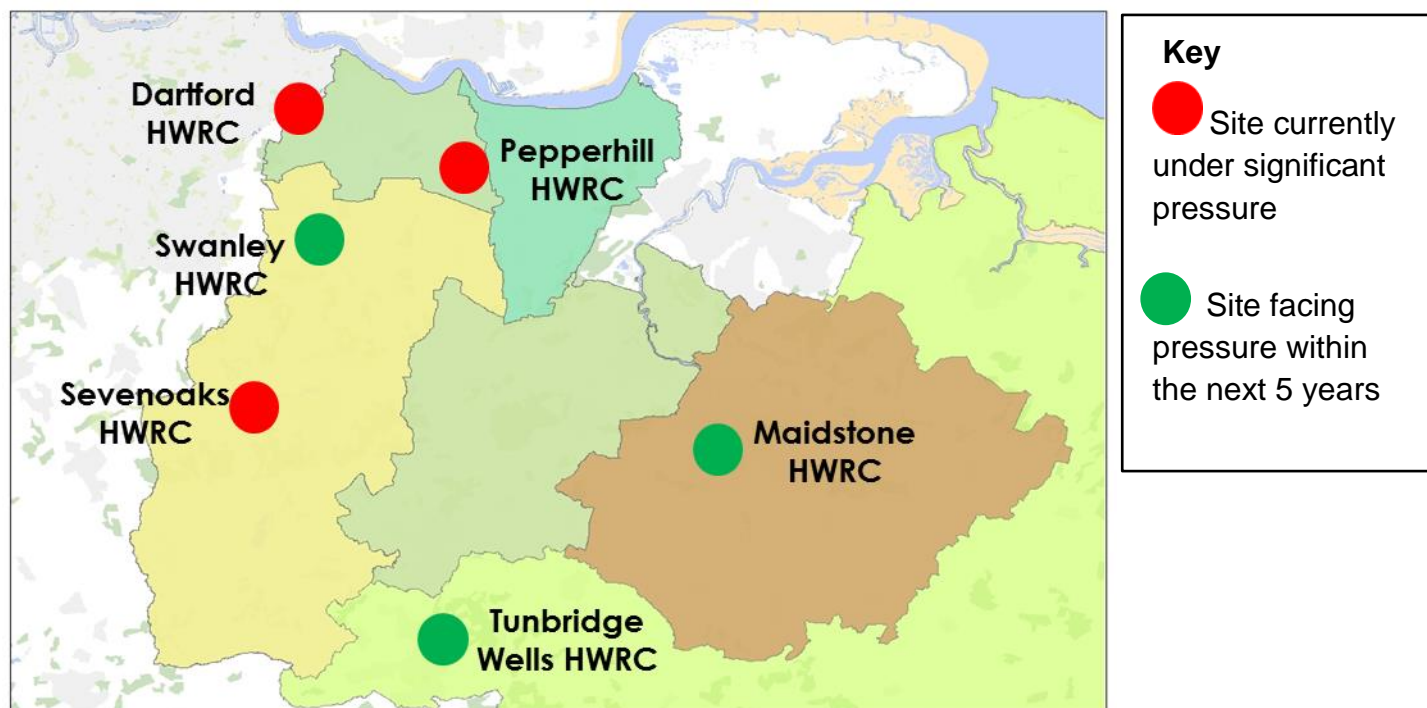 Dartford
HWRC
Pepperhill
HWRC
Swanley
HWRC
Sevenoaks
HWRC
Maidstone
HWRC
Tunbridge
Wells HWRC
Key
Site currently
under significant
pressure
Site facing
pressure within
the next 5 years